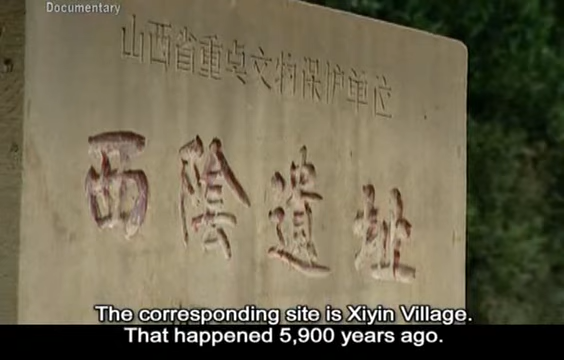 Documentary
山西省重点文物保护单位
西陰遺址
The corresponding site is Xiyin Village.
That happened 5,900 years ago.